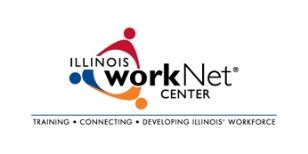 ILLINOIS
workNet®
CENTER
TRAINING • CONNECTING • DEVELOPING ILLINOIS' WORKFORCE